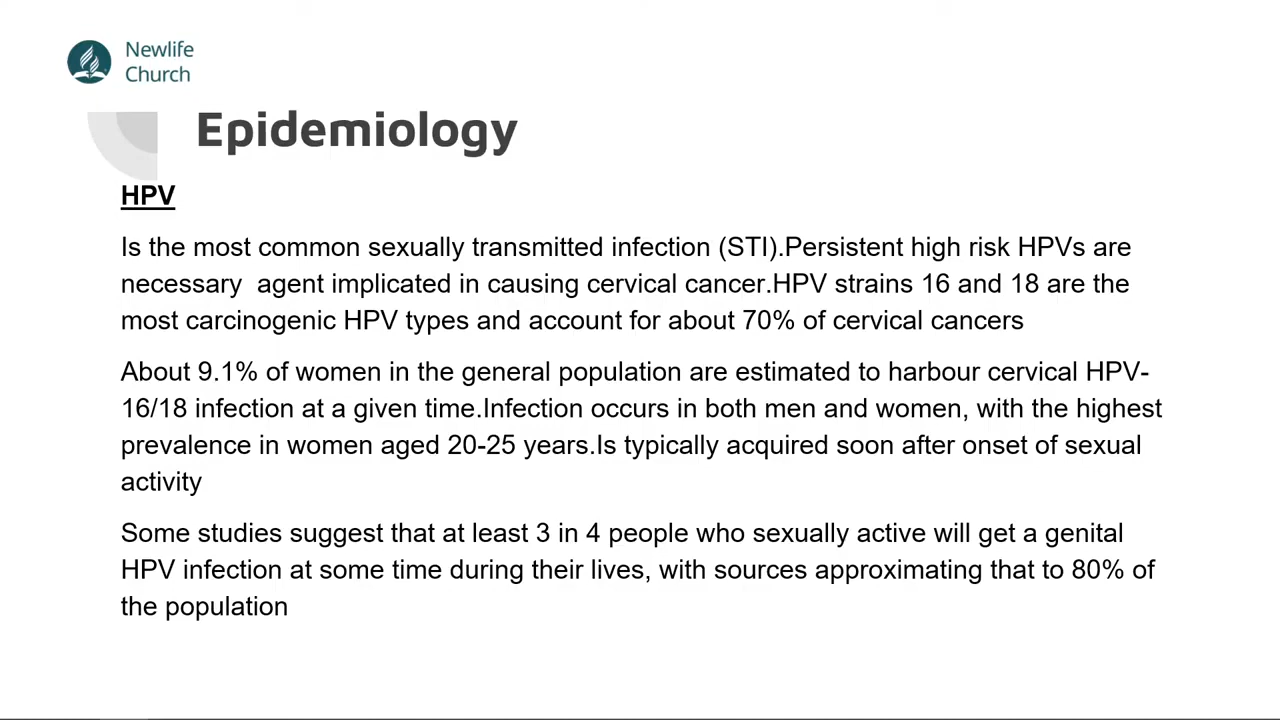 Newlife
Church
Epidemiology
HPV
Is the most common sexually transmitted infection (STI).Persistent high risk HPVs are
necessary  agent implicated in causing cervical cancer.HPV strains 16 and 18 are the
most carcinogenic HPV types and account for about 70% of cervical cancers
About 9.1% of women in the general population are estimated to harbour cervical HPV-
16/18 infection at a given time.Infection occurs in both men and women, with the highest
prevalence in women aged 20-25 years.Is typically acquired soon after onset of sexual
activity
Some studies suggest that at least 3 in 4 people who sexually active will get a genital
HPV infection at some time during their lives, with sources approximating that to 80% of
the population